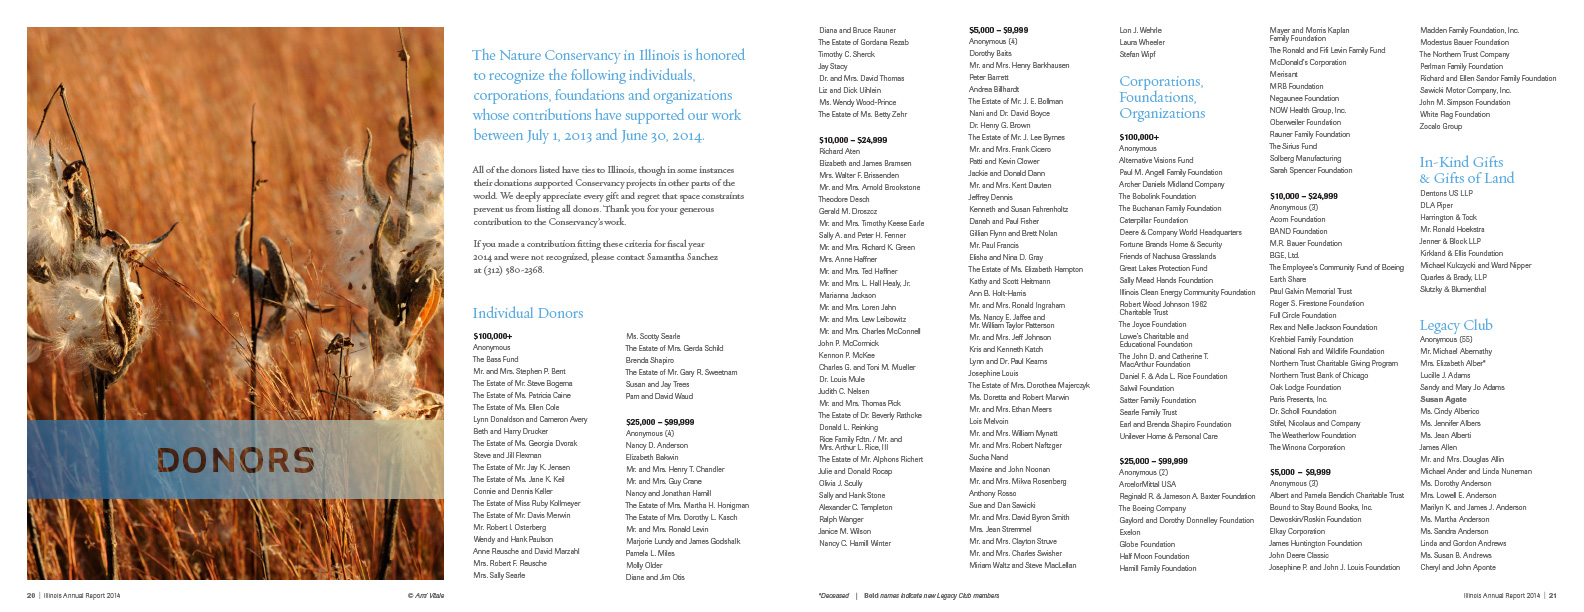 DONORS
20 | Illinois Annual Report 2014
© Ami Vitale
The Nature Conservancy in Illinois is honored
to recognize the following individuals,
corporations, foundations and organizations
whose contributions have supported our work
between July 1, 2013 and June 30, 2014.
All of the donors listed have ties to Illinois, though in some instances
their donations supported Conservancy projects in other parts of the
world. We deeply appreciate every gift and regret that space constraints
prevent us from listing all donors. Thank you for your generous
contribution to the Conservancy's work.
If you made a contribution fitting these criteria for fiscal year
2014 and were not recognized, please contact Samantha Sanchez
at (312) 580-2368.
Individual Donors
$100,000+
Anonymous
The Bass Fund
Mr. and Mrs. Stephen P. Bent
The Estate of Mr. Steve Bogema
The Estate of Ms. Patricia Caine
The Estate of Ms. Ellen Cole
Lynn Donaldson and Cameron Avery
Beth and Harry Drucker
The Estate of Ms. Georgia Dvorak
Steve and Jill Flexman
The Estate of Mr. Jay K. Jensen
The Estate of Ms. Jane K. Keil
Connie and Dennis Keller
The Estate of Miss Ruby Kollmeyer
The Estate of Mr. Davis Merwin
Mr. Robert I. Osterberg
Wendy and Hank Paulson
Anne Reusche and David Marzahl
Mrs. Robert F. Reusche
Mrs. Sally Searle
Ms. Scotty Searle
The Estate of Mrs. Gerda Schild
Brenda Shapiro
The Estate of Mr. Gary R. Sweetnam
Susan and Jay Trees
Pam and David Waud
$25,000 – $99,999
Anonymous (4)
Nancy D. Anderson
Elizabeth Bakwin
Mr. and Mrs. Henry T. Chandler
Mr. and Mrs. Guy Crane
Nancy and Jonathan Hamill
The Estate of Mrs. Martha H. Honigman
The Estate of Mrs. Dorothy L. Kasch
Mr. and Mrs. Ronald Levin
Marjorie Lundy and James Godshalk
Pamela L. Miles
Molly Older
Diane and Jim Otis
Diana and Bruce Rauner
The Estate of Gordana Rezab
Timothy C. Sherck
Jay Stacy
Dr. and Mrs. David Thomas
Liz and Dick Uihlein
Ms. Wendy Wood-Prince
The Estate of Ms. Betty Zehr
$10,000 – $24,999
Richard Aten
Elizabeth and James Bramsen
Mrs. Walter F. Brissenden
Mr. and Mrs. Arnold Brookstone
Theodore Desch
Gerald M. Droszcz
Mr. and Mrs. Timothy Keese Earle
Sally A. and Peter H. Fenner
Mr. and Mrs. Richard K. Green
Mrs. Anne Haffner
Mr. and Mrs. Ted Haffner
Mr. and Mrs. L. Hall Healy, Jr.
Marianna Jackson
Mr. and Mrs. Loren Jahn
Mr. and Mrs. Lew Leibowitz
Mr. and Mrs. Charles McConnell
John P. McCormick
Kennon P. McKee
Charles G. and Toni M. Mueller
Dr. Louis Mule
Judith C. Nelsen
Mr. and Mrs. Thomas Pick
The Estate of Dr. Beverly Rathcke
Donald L. Reinking
Rice Family Fdtn. / Mr. and
Mrs. Arthur L. Rice, III
The Estate of Mr. Alphons Richert
Julie and Donald Rocap
Olivia J. Scully
Sally and Hank Stone
Alexander C. Templeton
Ralph Wanger
Janice M. Wilson
Nancy C. Hamill Winter
$5,000 – $9,999
Anonymous (4)
Dorothy Baits
Mr. and Mrs. Henry Barkhausen
Peter Barrett
Andrea Billhardt
The Estate of Mr. J. E. Bollman
Nani and Dr. David Boyce
Dr. Henry G. Brown
The Estate of Mr. J. Lee Byrnes
Mr. and Mrs. Frank Cicero
Patti and Kevin Clower
Jackie and Donald Dann
Mr. and Mrs. Kent Dauten
Jeffrey Dennis
Kenneth and Susan Fahrenholtz
Danah and Paul Fisher
Gillian Flynn and Brett Nolan
Mr. Paul Francis
Elisha and Nina D. Gray
The Estate of Ms. Elizabeth Hampton
Kathy and Scott Heitmann
Ann B. Holt-Harris
Mr. and Mrs. Ronald Ingraham
Ms. Nancy E. Jaffee and
Mr. William Taylor Patterson
Mr. and Mrs. Jeff Johnson
Kris and Kenneth Katch
Lynn and Dr. Paul Kearns
Josephine Louis
The Estate of Mrs. Dorothea Majerczyk
Ms. Doretta and Robert Marwin
Mr. and Mrs. Ethan Meers
Lois Melvoin
Mr. and Mrs. William Mynatt
Mr. and Mrs. Robert Naftzger
Sucha Nand
Maxine and John Noonan
Mr. and Mrs. Mikva Rosenberg
Anthony Rosso
Sue and Dan Sawicki
Mr. and Mrs. David Byron Smith
Mrs. Jean Stremmel
Mr. and Mrs. Clayton Struve
Mr. and Mrs. Charles Swisher
Miriam Waltz and Steve MacLellan
Lon J. Wehrle
Laura Wheeler
Stefan Wipf
Corporations,
Foundations,
Organizations
$100,000+
Anonymous
Alternative Visions Fund
Paul M. Angell Family Foundation
Archer Daniels Midland Company
The Bobolink Foundation
The Buchanan Family Foundation
Caterpillar Foundation
Deere & Company World Headquarters
Fortune Brands Home & Security
Friends of Nachusa Grasslands
Great Lakes Protection Fund
Sally Mead Hands Foundation
Illinois Clean Energy Community Foundation
Robert Wood Johnson 1962
Charitable Trust
The Joyce Foundation
Lowe's Charitable and
Educational Foundation
The John D. and Catherine T.
MacArthur Foundation
Daniel F. & Ada L. Rice Foundation
Salwil Foundation
Satter Family Foundation
Searle Family Trust
Earl and Brenda Shapiro Foundation
Unilever Home & Personal Care
$25,000 – $99,999
Anonymous (2)
ArcelorMittal USA
Reginald R. & Jameson A. Baxter Foundation
The Boeing Company
Gaylord and Dorothy Donnelley Foundation
Exelon
Globe Foundation
Half Moon Foundation
Hamill Family Foundation
Mayer and Morris Kaplan
Family Foundation
The Ronald and Fifi Levin Family Fund
McDonald's Corporation
Merisant
MRB Foundation
Negaunee Foundation
NOW Health Group, Inc.
Oberweiler Foundation
Rauner Family Foundation
The Sirius Fund
Solberg Manufacturing
Sarah Spencer Foundation
$10,000 – $24,999
Anonymous (3)
Acorn Foundation
BAND Foundation
M.R. Bauer Foundation
BGE, Ltd.
The Employee's Community Fund of Boeing
Earth Share
Paul Galvin Memorial Trust
Roger S. Firestone Foundation
Full Circle Foundation
Rex and Nelle Jackson Foundation
Krehbiel Family Foundation
National Fish and Wildlife Foundation
Northern Trust Charitable Giving Program
Northern Trust Bank of Chicago
Oak Lodge Foundation
Paris Presents, Inc.
Dr. Scholl Foundation
Stifel, Nicolaus and Company
The Weatherlow Foundation
The Winona Corporation
$5,000 – $9,999
Anonymous (3)
Albert and Pamela Bendich Charitable Trust
Bound to Stay Bound Books, Inc.
Dewoskin/Roskin Foundation
Elkay Corporation
James Huntington Foundation
John Deere Classic
Josephine P. and John J. Louis Foundation
Madden Family Foundation, Inc.
Modestus Bauer Foundation
The Northern Trust Company
Perlman Family Foundation
Richard and Ellen Sandor Family Foundation
Sawicki Motor Company, Inc.
John M. Simpson Foundation
White Flag Foundation
Zocalo Group
In-Kind Gifts
& Gifts of Land
Dentons US LLP
DLA Piper
Harrington & Tock
Mr. Ronald Hoekstra
Jenner & Block LLP
Kirkland & Ellis Foundation
Michael Kulczycki and Ward Nipper
Quarles & Brady, LLP
Slutzky & Blumenthal
Legacy Club
Anonymous (55)
Mr. Michael Abernathy
Mrs. Elizabeth Alber*
Lucille J. Adams
Sandy and Mary Jo Adams
Susan Agate
Ms. Cindy Alberico
Ms. Jennifer Albers
Ms. Jean Alberti
James Allen
Mr. and Mrs. Douglas Allin
Michael Ander and Linda Nuneman
Ms. Dorothy Anderson
Mrs. Lowell E. Anderson
Marilyn K. and James J. Anderson
Ms. Martha Anderson
Ms. Sandra Anderson
Linda and Gordon Andrews
Ms. Susan B. Andrews
Cheryl and John Aponte
*Deceased | Bold names indicate new Legacy Club members
Illinois Annual Report 2014 | 21